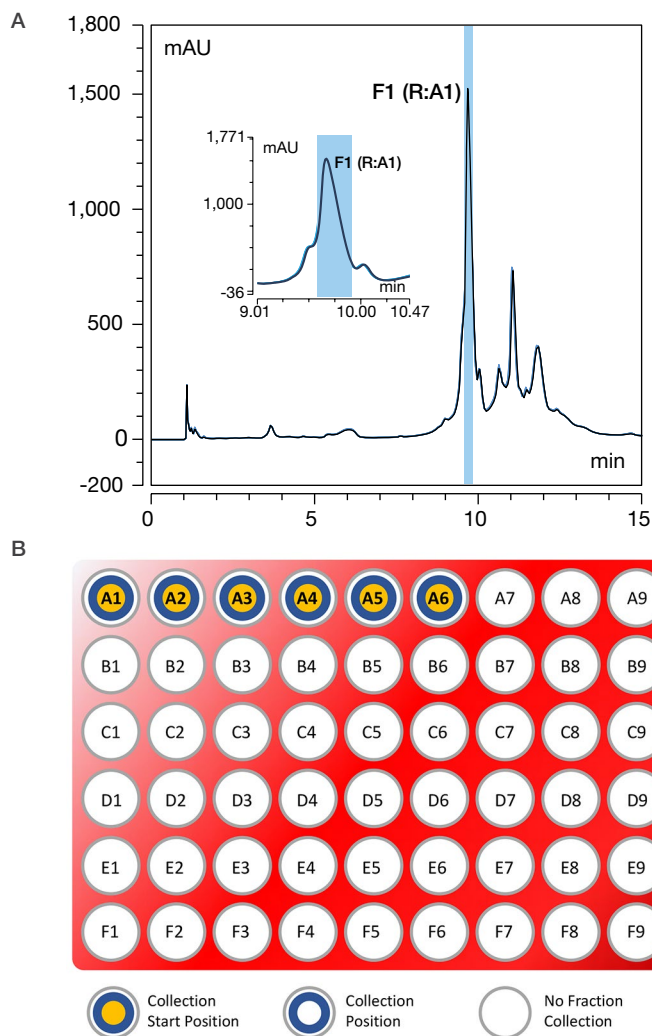 A
1,800
mAU
1,500
F1 (R:A1)
1,771
mAU
F1 (R:A1)
1,000
1,000
-36
min
9.01 10.00 10.47
500
0
min
-200
0 5 10 15
B
A1 A2 A3 A4 A5 A6 A7 A8 A9
B1 B2 B3 B4 B5 B6 B7 B8 B9
C1 C2 C3 C4 C5 C6 C7 C8 C9
D1 D2 D3 D4 D5 D6 D7 D8 D9
E1 E2 E3 E4 E5 E6 E7 E8 E9
F1 F2 F3 F4 F5 F6 F7 F8 F9
Collection
Start Position
Collection
Position
No Fraction
Collection